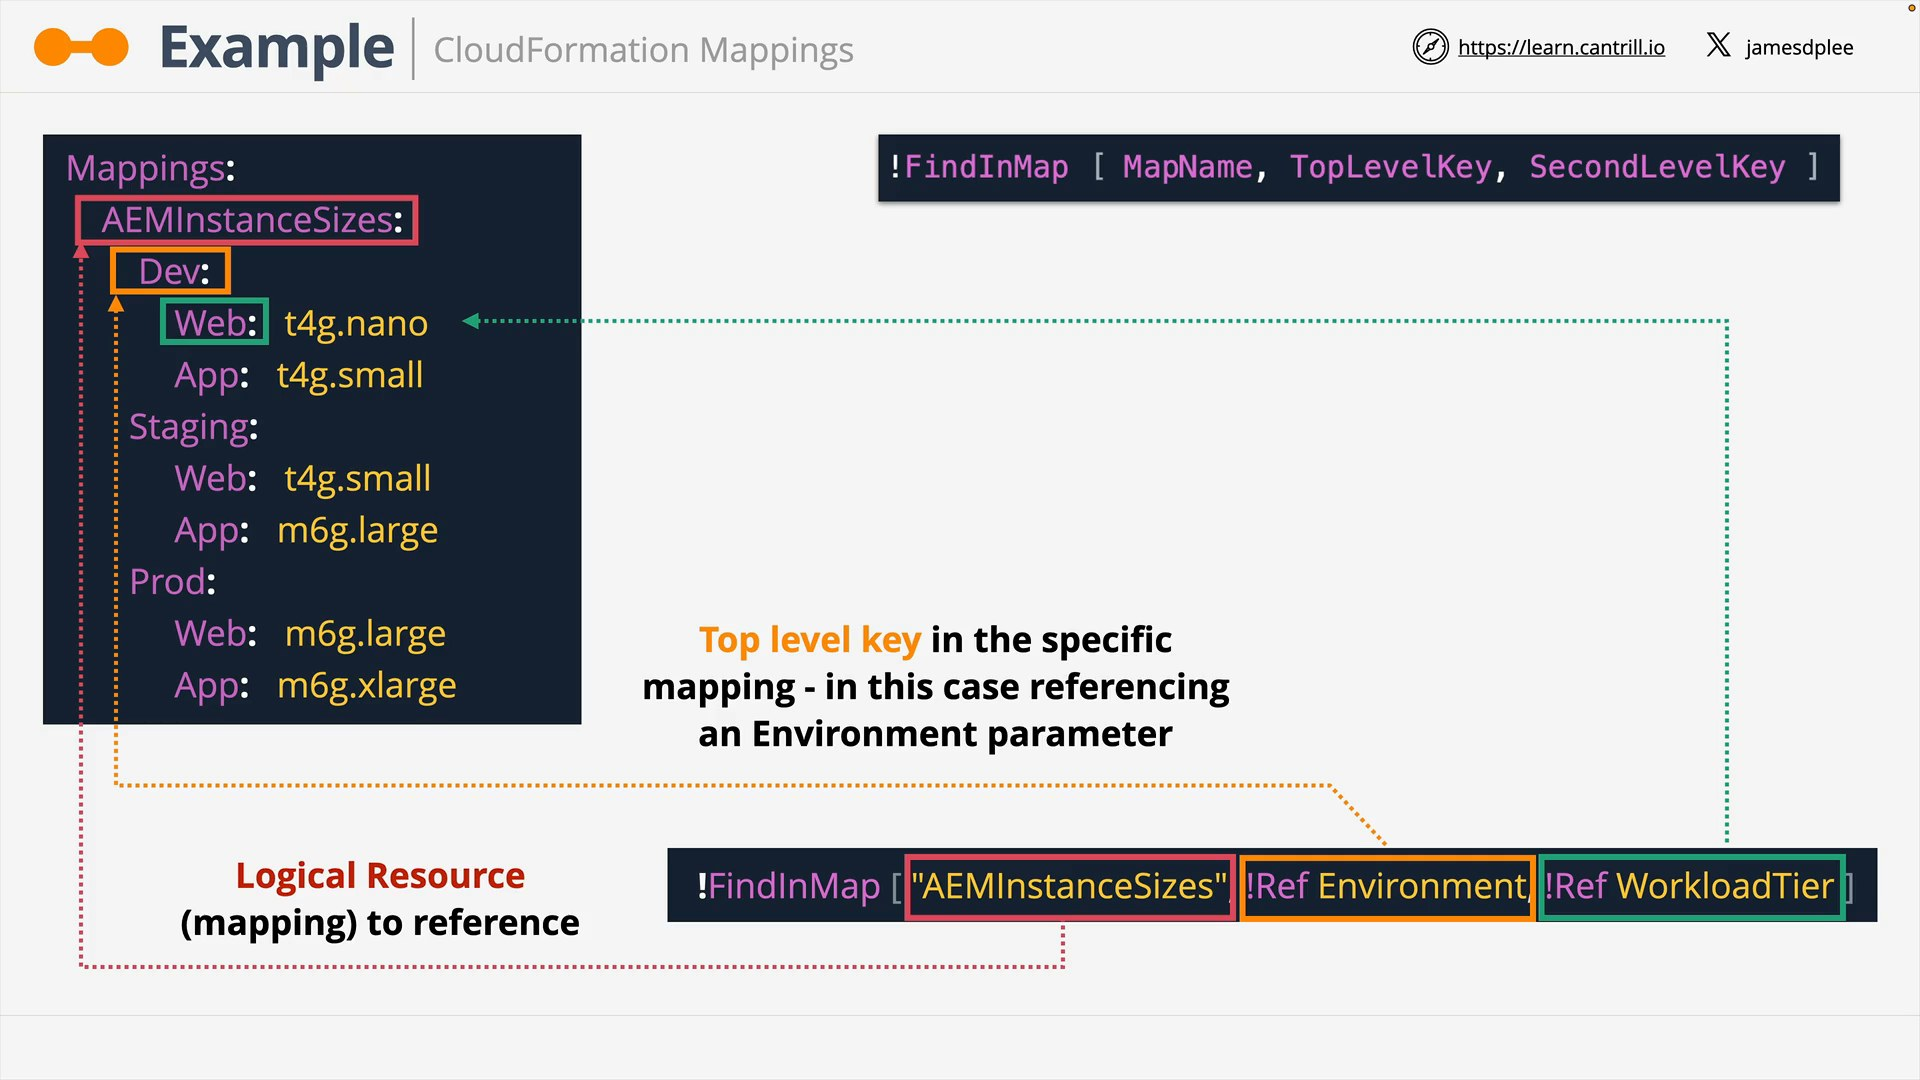 Example
CloudFormation Mappings
https://learn.cantrill.io
jamesdplee
Mappings:
AEMInstanceSizes:
Dev:
Web: t4g.nano
App: t4g.small
Staging:
Web: t4g.small
App: m6g.large
Prod:
Web: m6g.large
App: m6g.xlarge
!FindInMap [ MapName, TopLevelKey, SecondLevelKey ]
Top level key in the specific
mapping - in this case referencing
an Environment parameter
Logical Resource
(mapping) to reference
!FindInMap ["AEMInstanceSizes", !Ref Environment, !Ref WorkloadTier ]